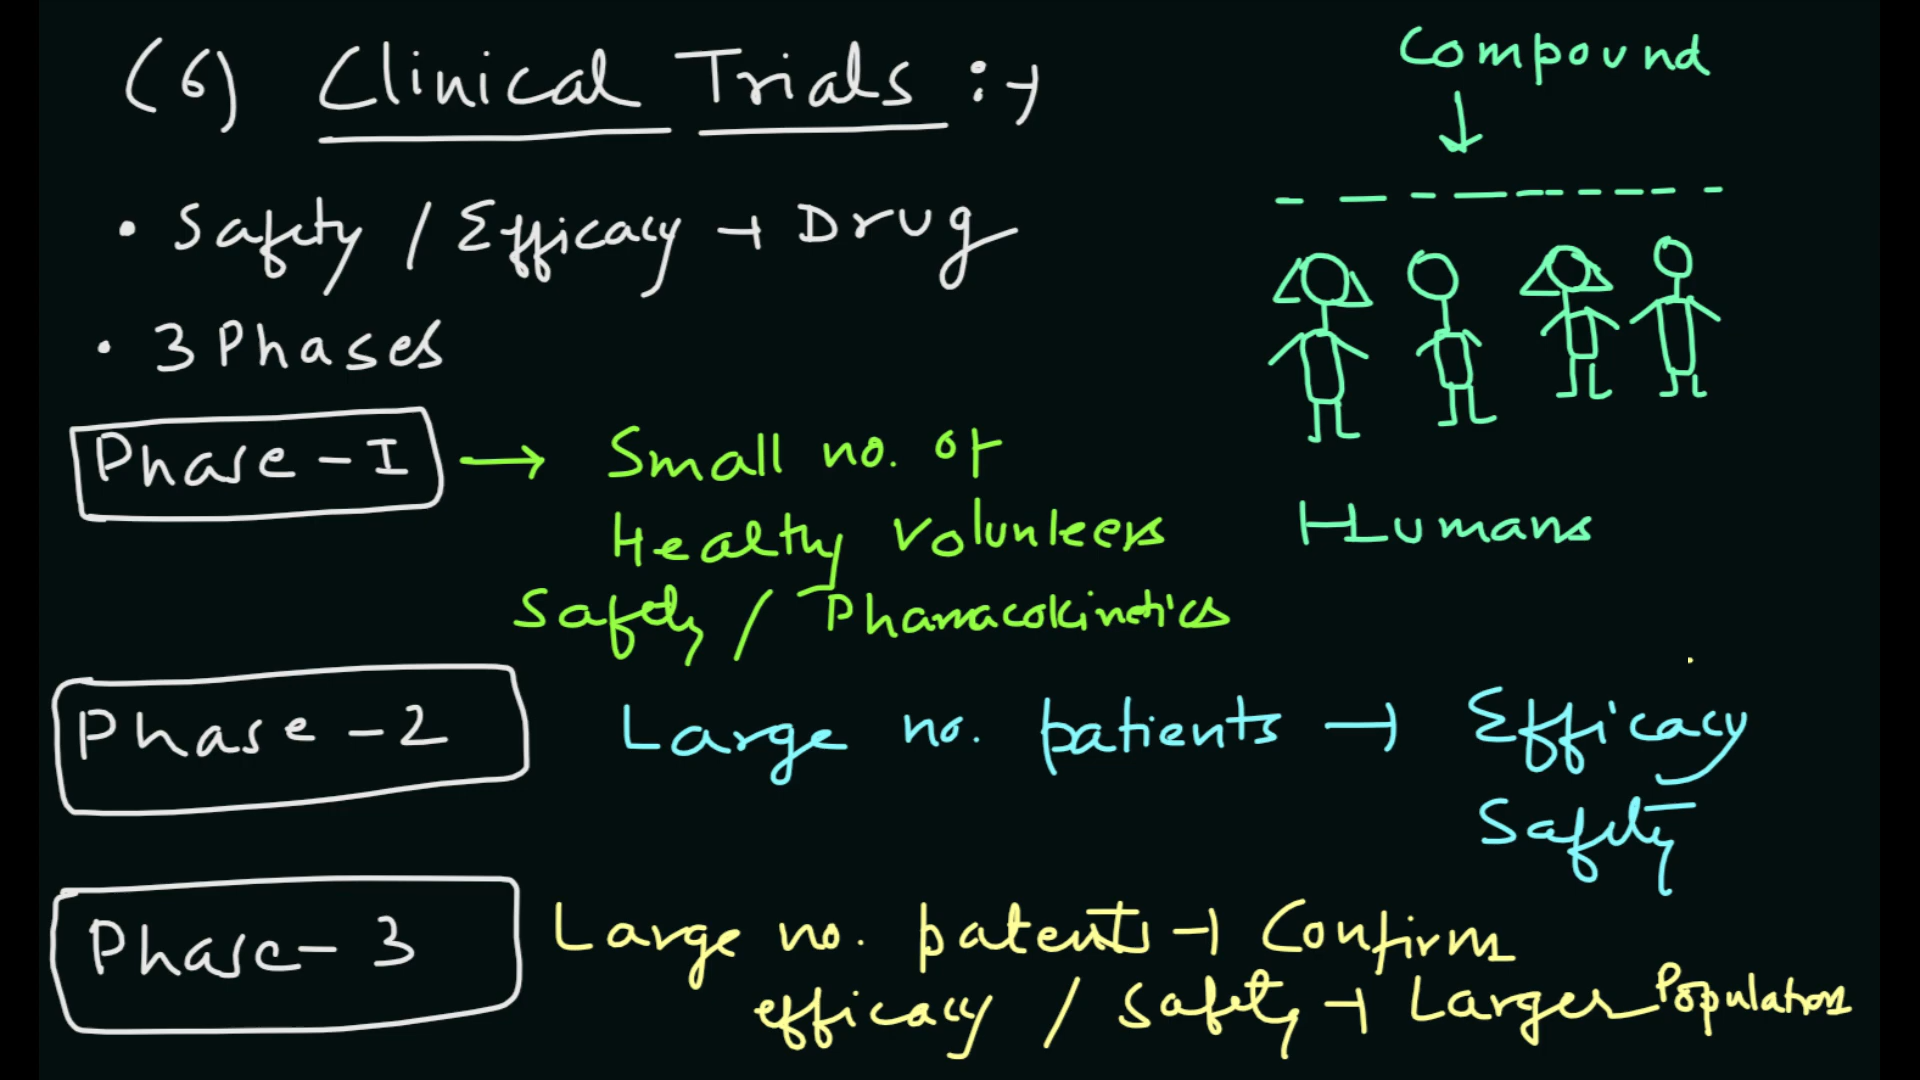 (6) Clinical Trials :→
• Safety / Efficacy → Drug
• 3 Phases
Compound
Humans
Phase - I → Small no. of
Healthy Volunteers
Safety / Pharmacokinetics
Phase - 2 Large no. patients → Efficacy
Safety
Phase - 3 Large no. patents → Confirm
efficacy / Safety → Larger Population